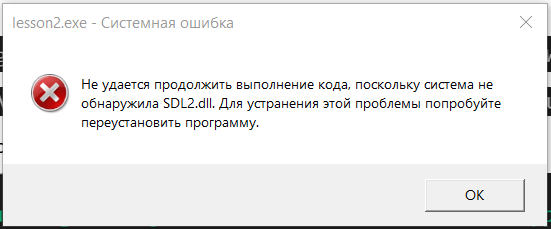 lesson2.exe - Системная ошибка
Не удается продолжить выполнение кода, поскольку система не
обнаружила SDL2.dll. Для устранения этой проблемы попробуйте
переустановить программу.
OK